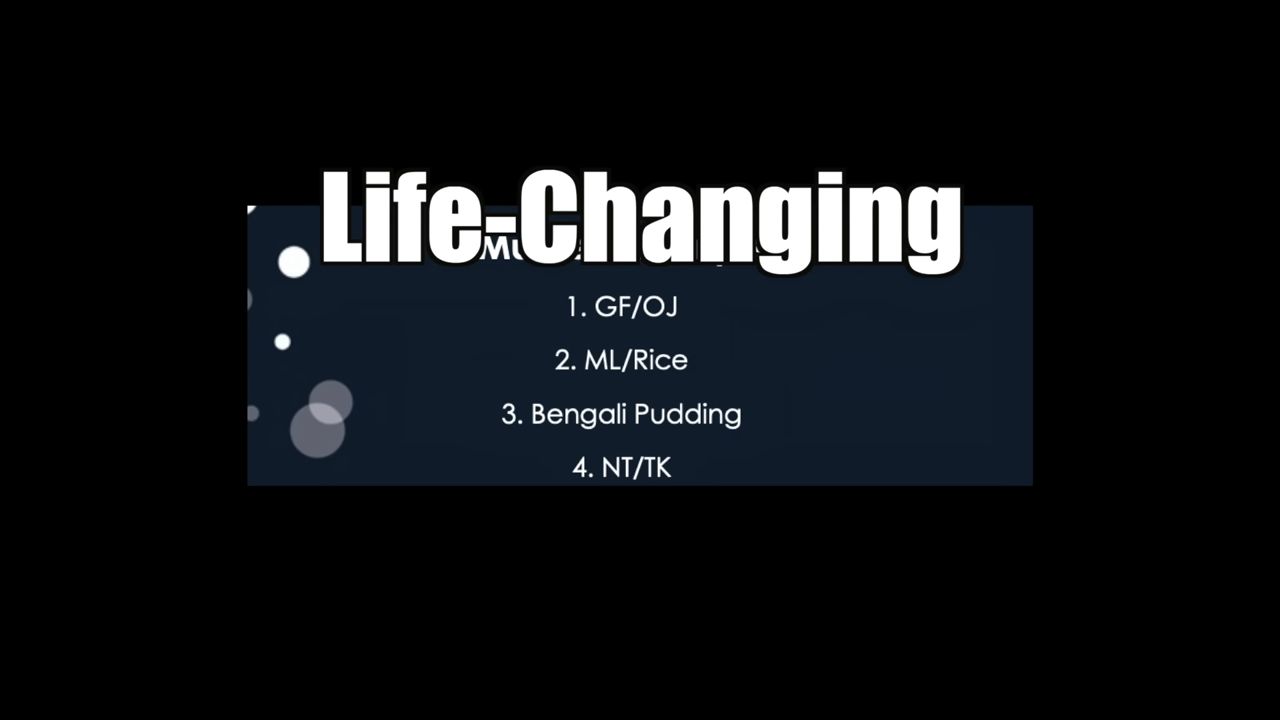 Life-Changing
1. GF/OJ
2. ML/Rice
3. Bengali Pudding
4. NT/TK